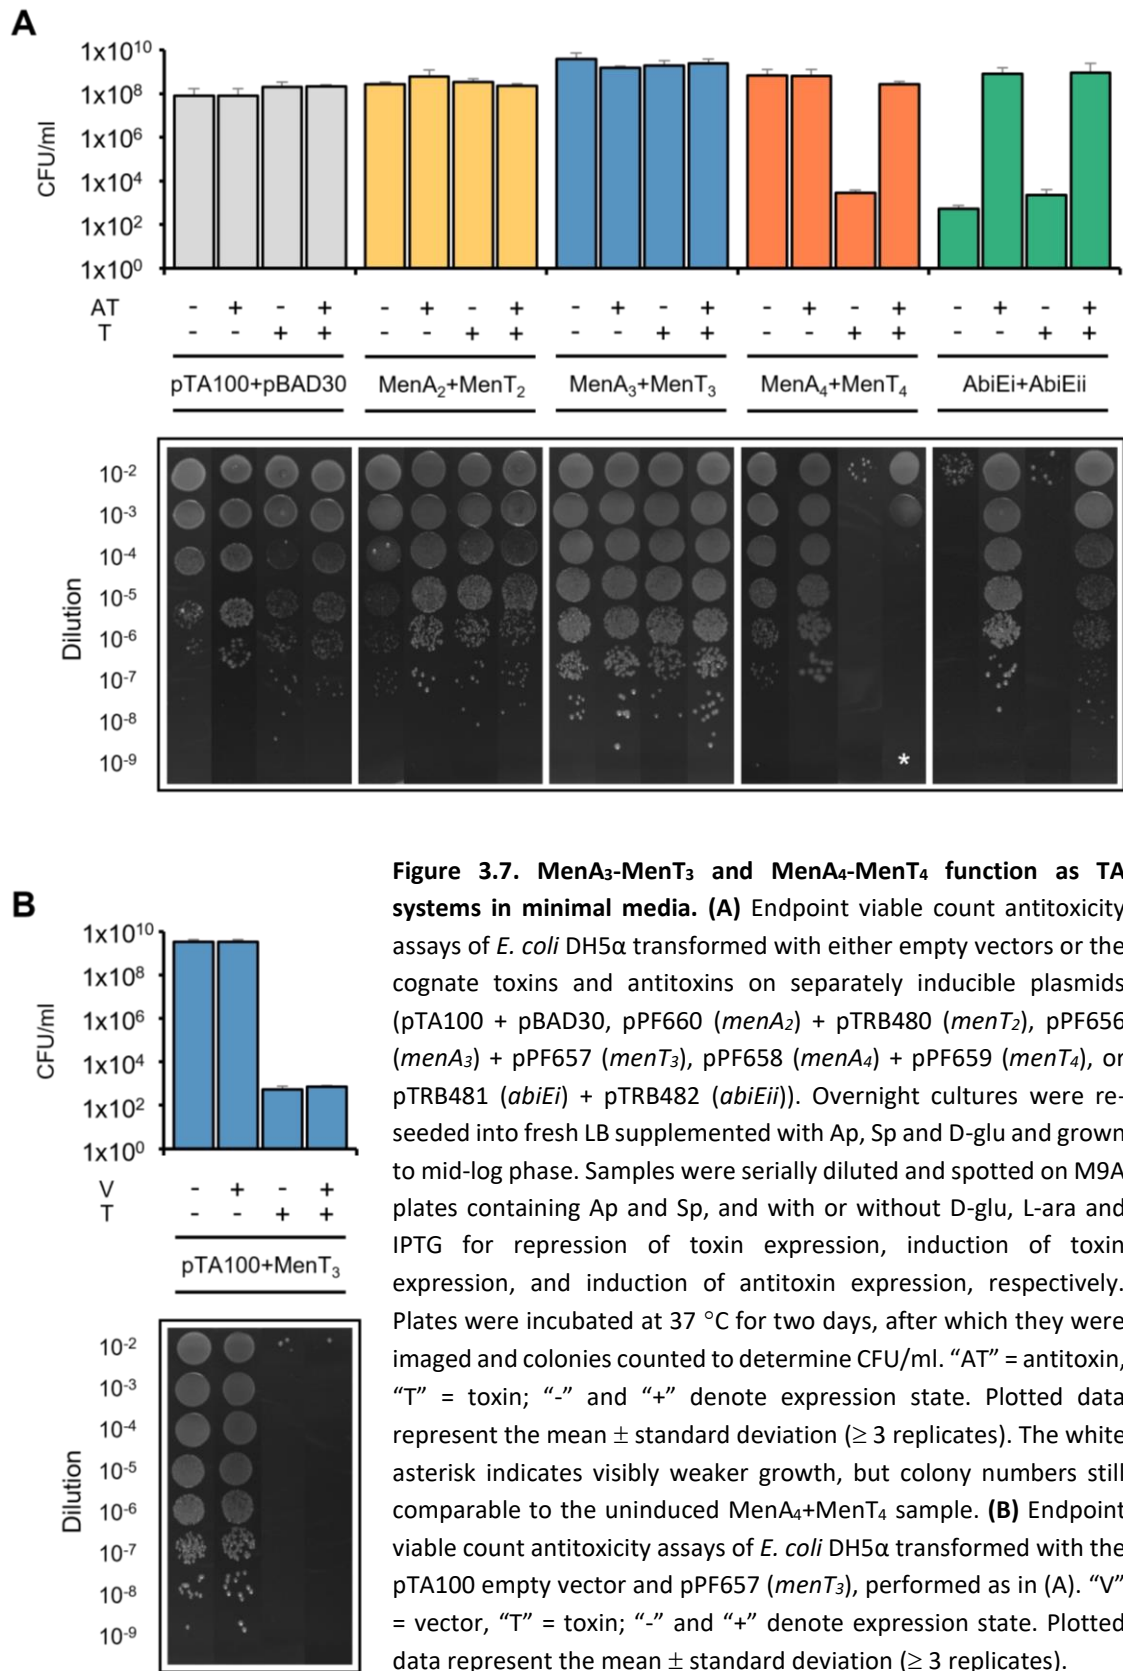 A
1x10¹⁰
1x10⁸
1x10⁶
1x10⁴
1x10²
1x10⁰
CFU/ml
AT - + - + - + - + - + - + - + - + - + - +
T - - + + - - + + - - + + - - + + - - + +
pTA100+pBAD30 MenA₂+MenT₂ MenA₃+MenT₃ MenA₄+MenT₄ AbiEi+AbiEii
Dilution
10⁻²
10⁻³
10⁻⁴
10⁻⁵
10⁻⁶
10⁻⁷
10⁻⁸
10⁻⁹
*
B
1x10¹⁰
1x10⁸
1x10⁶
1x10⁴
1x10²
1x10⁰
CFU/ml
V - + - +
T - - + +
pTA100+MenT₃
Dilution
10⁻²
10⁻³
10⁻⁴
10⁻⁵
10⁻⁶
10⁻⁷
10⁻⁸
10⁻⁹
Figure 3.7. MenA₃-MenT₃ and MenA₄-MenT₄ function as TA
systems in minimal media. (A) Endpoint viable count antitoxicity
assays of E. coli DH5α transformed with either empty vectors or the
cognate toxins and antitoxins on separately inducible plasmids
(pTA100 + pBAD30, pPF660 (menA₂) + pTRB480 (menT₂), pPF656
(menA₃) + pPF657 (menT₃), pPF658 (menA₄) + pPF659 (menT₄), or
pTRB481 (abiEi) + pTRB482 (abiEii)). Overnight cultures were re-
seeded into fresh LB supplemented with Ap, Sp and D-glu and grown
to mid-log phase. Samples were serially diluted and spotted on M9A
plates containing Ap and Sp, and with or without D-glu, L-ara and
IPTG for repression of toxin expression, induction of toxin
expression, and induction of antitoxin expression, respectively.
Plates were incubated at 37 °C for two days, after which they were
imaged and colonies counted to determine CFU/ml. “AT” = antitoxin,
“T” = toxin; “-” and “+” denote expression state. Plotted data
represent the mean ± standard deviation (≥ 3 replicates). The white
asterisk indicates visibly weaker growth, but colony numbers still
comparable to the uninduced MenA₄+MenT₄ sample. (B) Endpoint
viable count antitoxicity assays of E. coli DH5α transformed with the
pTA100 empty vector and pPF657 (menT₃), performed as in (A). “V”
= vector, “T” = toxin; “-” and “+” denote expression state. Plotted
data represent the mean ± standard deviation (≥ 3 replicates).